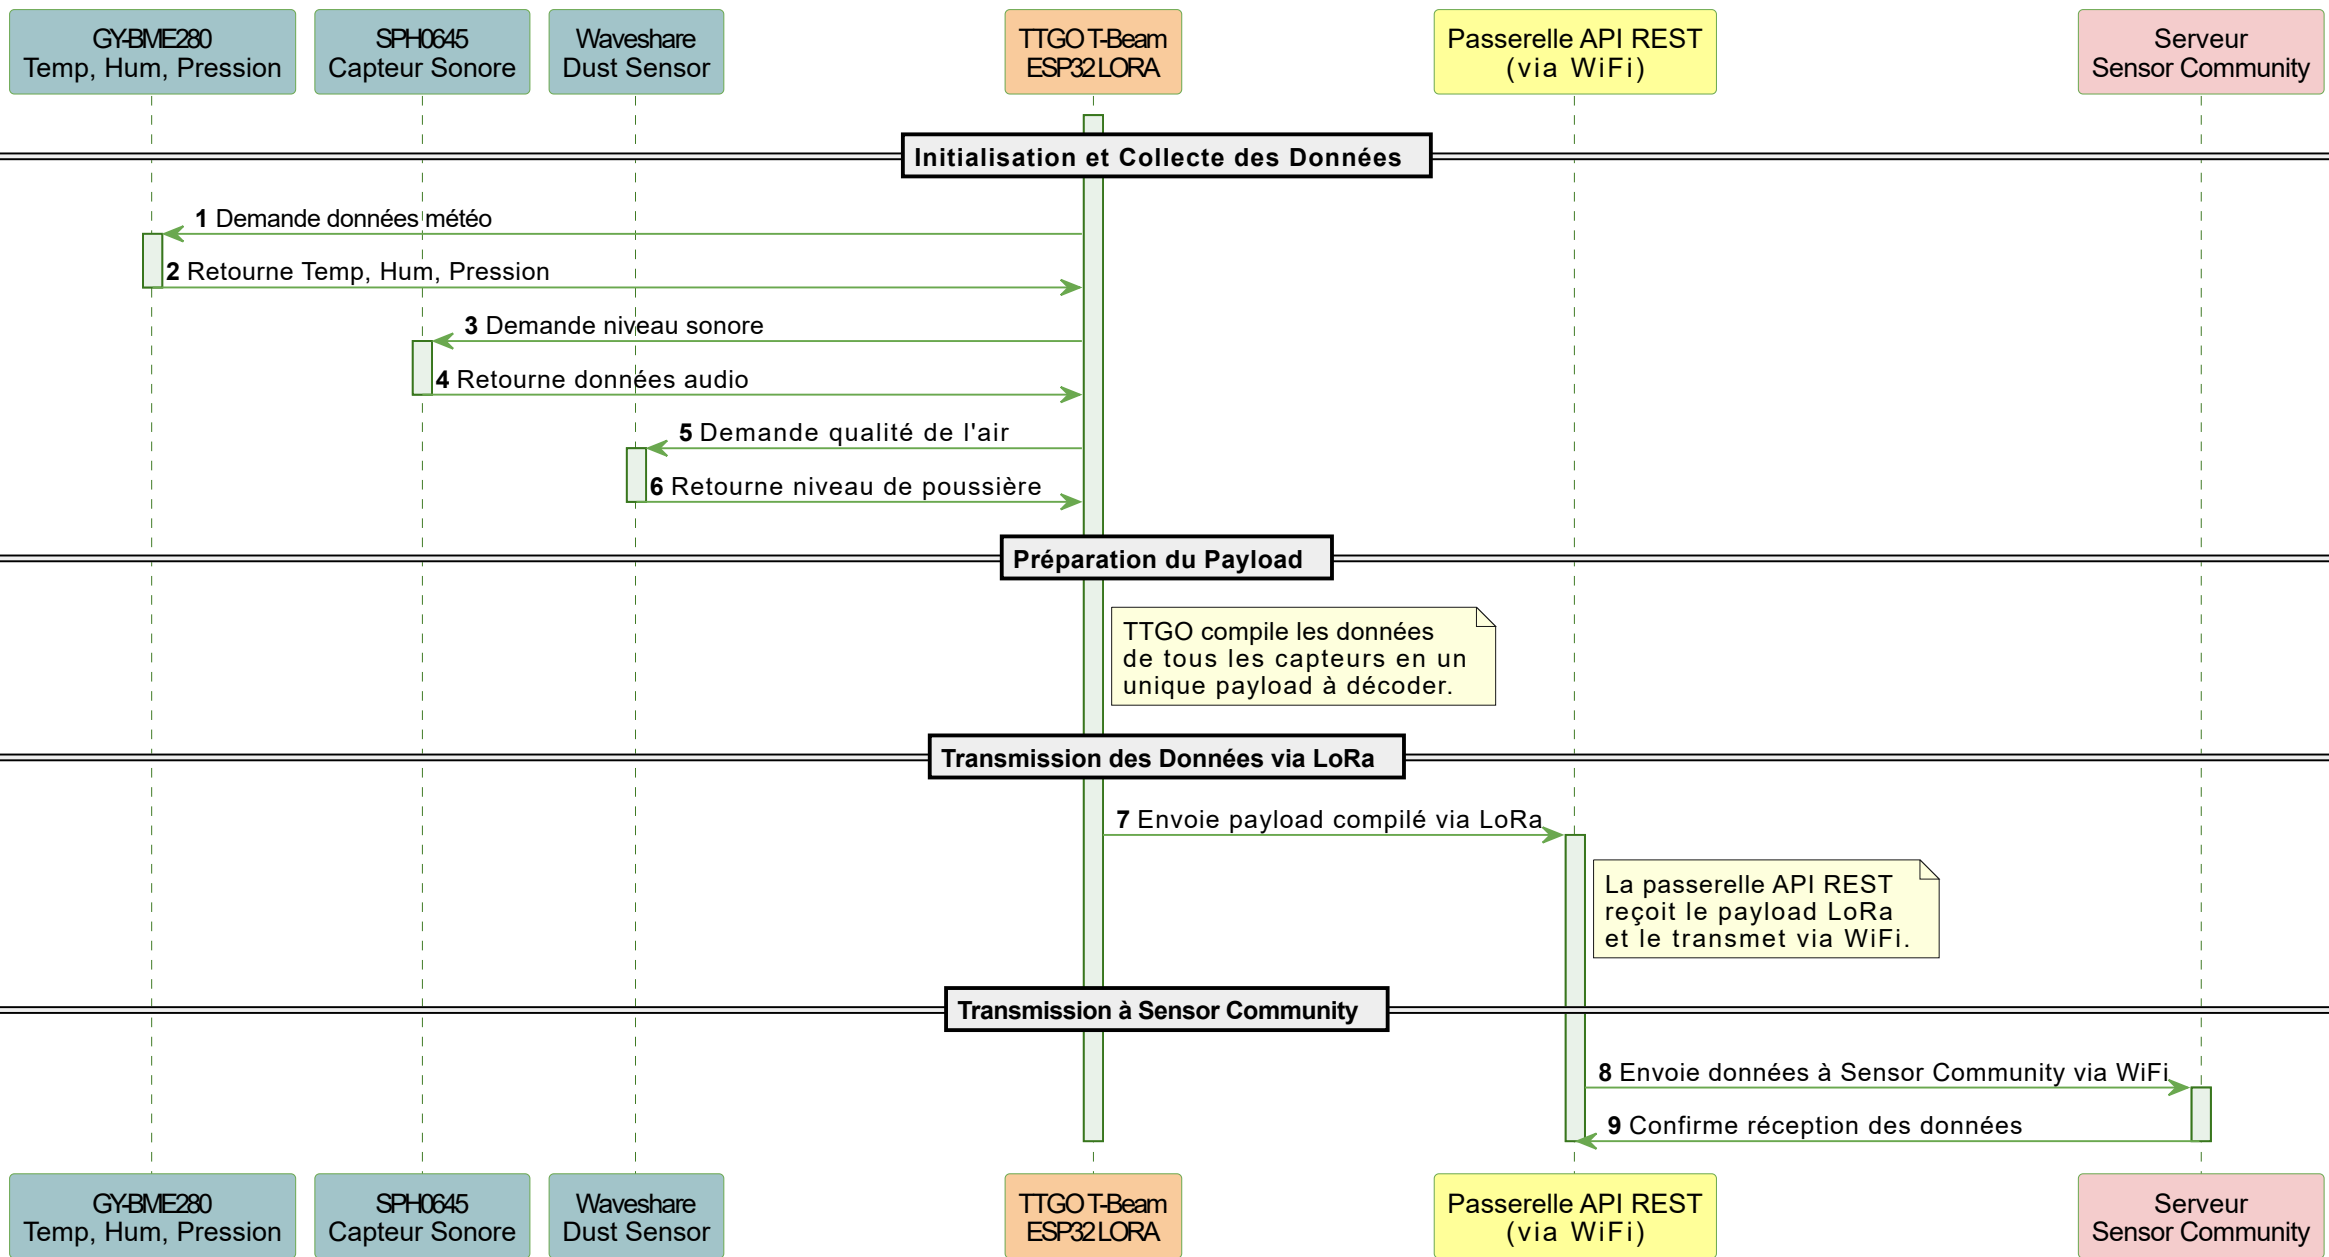 GY-BME280
Temp, Hum, Pression
SPH0645
Capteur Sonore
Waveshare
Dust Sensor
TTGO T-Beam
ESP32 LORA
Passerelle API REST
(via WiFi)
Serveur
Sensor Community
Initialisation et Collecte des Données
1 Demande données météo
2 Retourne Temp, Hum, Pression
3 Demande niveau sonore
4 Retourne données audio
5 Demande qualité de l'air
6 Retourne niveau de poussière
Préparation du Payload
TTGO compile les données
de tous les capteurs en un
unique payload à décoder.
Transmission des Données via LoRa
7 Envoie payload compilé via LoRa
La passerelle API REST
reçoit le payload LoRa
et le transmet via WiFi.
Transmission à Sensor Community
8 Envoie données à Sensor Community via WiFi
9 Confirme réception des données
GY-BME280
Temp, Hum, Pression
SPH0645
Capteur Sonore
Waveshare
Dust Sensor
TTGO T-Beam
ESP32 LORA
Passerelle API REST
(via WiFi)
Serveur
Sensor Community